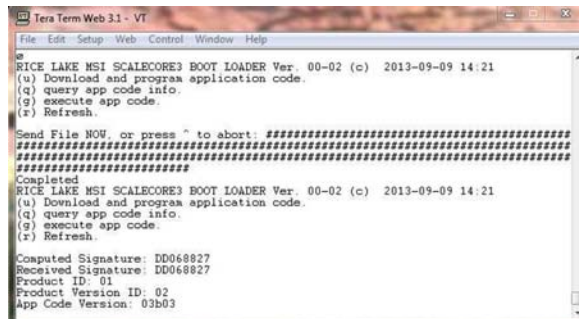 Tera Term Web 3.1 - VT
File Edit Setup Web Control Window Help
RICE LAKE MSI SCALECORE3 BOOT LOADER Ver. 00-02 (c) 2013-09-09 14:21
(u) Download and program application code.
(q) query app code info.
(g) execute app code.
(r) Refresh.
Send File NOW, or press ^ to abort: ############################################
################################################################################
################################################################################
#########################
Completed
RICE LAKE MSI SCALECORE3 BOOT LOADER Ver. 00-02 (c) 2013-09-09 14:21
(u) Download and program application code.
(q) query app code info.
(g) execute app code.
(r) Refresh.
Computed Signature: DD068827
Received Signature: DD068827
Product ID: 01
Product Version ID: 02
App Code Version: 03b03